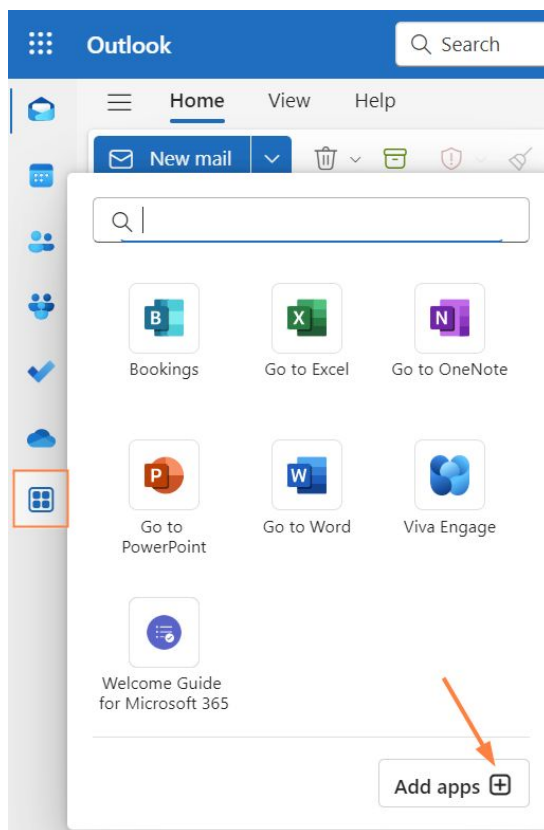 Outlook
Search
Home View Help
New mail
Bookings
Go to Excel
Go to OneNote
Go to
PowerPoint
Go to Word
Viva Engage
Welcome Guide
for Microsoft 365
Add apps